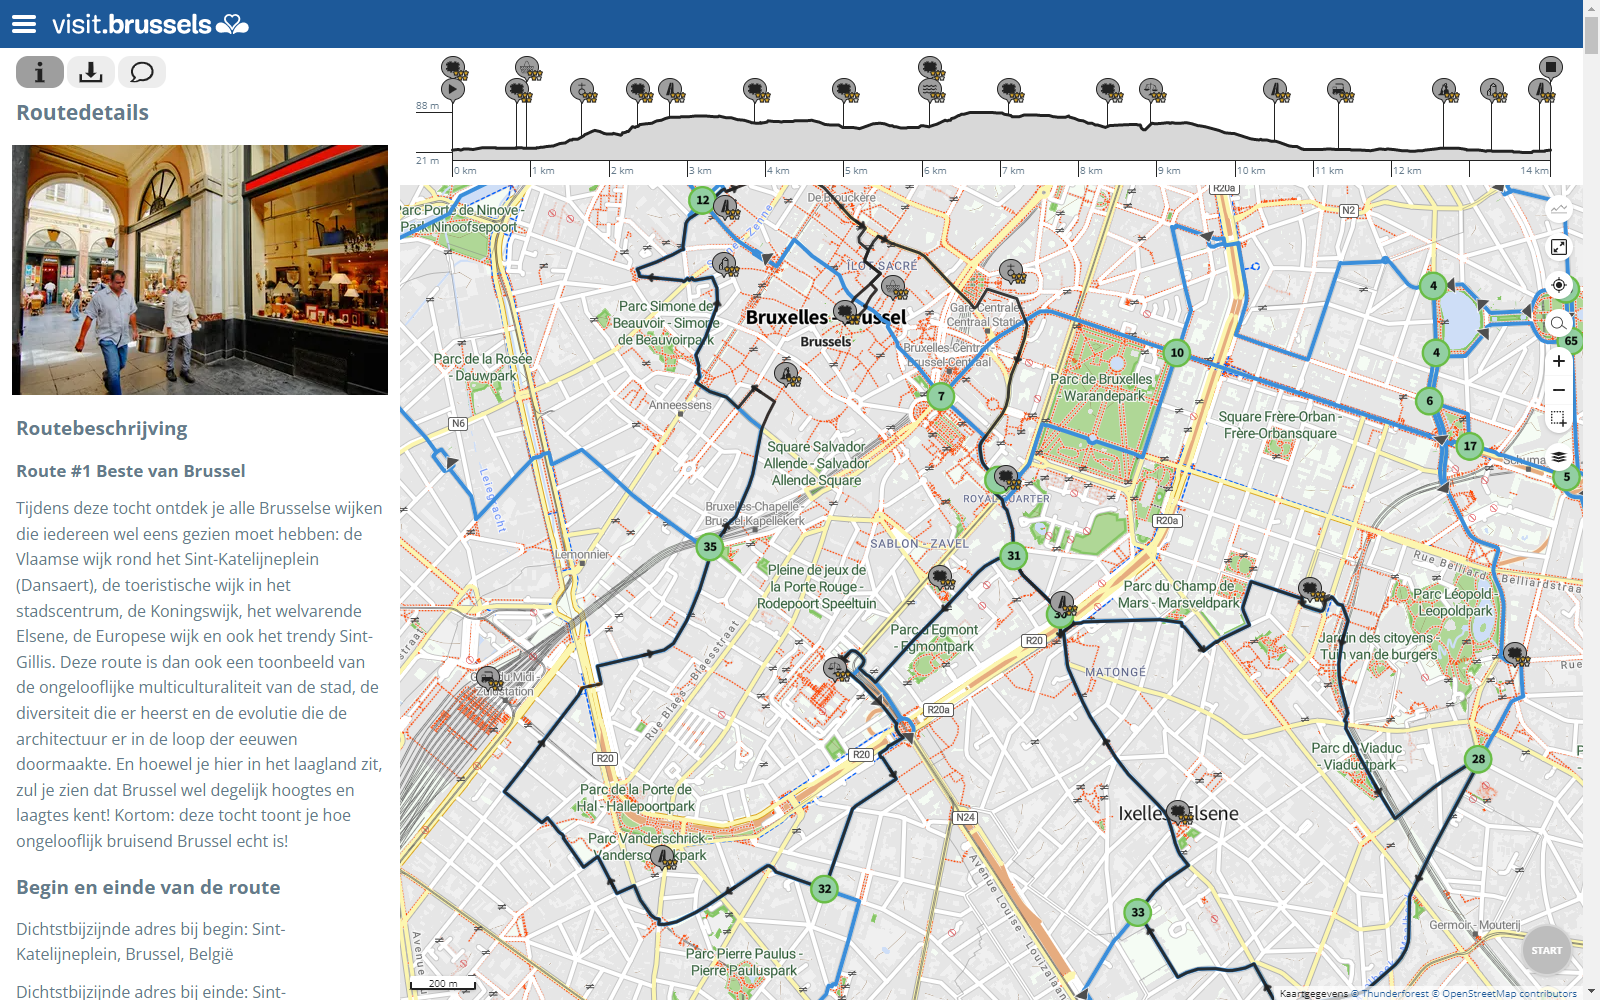 visit.brussels
Routedetails
88 m
21 m
0 km
1 km
2 km
3 km
4 km
5 km
6 km
7 km
8 km
9 km
10 km
11 km
12 km
14 km
Routebeschrijving
Route #1 Beste van Brussel
Tijdens deze tocht ontdek je alle Brusselse wijken
die iedereen wel eens gezien moet hebben: de
Vlaamse wijk rond het Sint-Katelijneplein
(Dansaert), de toeristische wijk in het
stadscentrum, de Koningswijk, het welvarende
Elsene, de Europese wijk en ook het trendy Sint-
Gillis. Deze route is dan ook een toonbeeld van
de ongelooflijke multiculturaliteit van de stad, de
diversiteit die er heerst en de evolutie die de
architectuur er in de loop der eeuwen
doormaakte. En hoewel je hier in het laagland zit,
zul je zien dat Brussel wel degelijk hoogtes en
laagtes kent! Kortom: deze tocht toont je hoe
ongelooflijk bruisend Brussel echt is!
Begin en einde van de route
Dichtstbijzijnde adres bij begin: Sint-
Katelijneplein, Brussel, België
Dichtstbijzijnde adres bij einde: Sint-
12
De Brouckère
R20a
N2
Parc Porte de Ninove -
Park Ninoofsepoort
ÎLOT SACRÉ
4
Parc Simone de
Beauvoir - Simone
de Beauvoirpark
Bruxelles
Brussels
Gare Centrale
Centraal Station
Bruxelles-Central
Brussel-Centraal
10
4
65
Parc de la Rosée
- Dauwpark
Parc de Bruxelles
- Warandepark
7
6
Anneessens
N6
Square Frère-Orban -
Frère-Orbansquare
17
5
Square Salvador
Allende - Salvador
Allende Square
ROYAL QUARTER
Bruxelles-Chapelle -
Brussel-Kapellekerk
R20a
35
Lemonnier
SABLON - ZAVEL
31
Pleine de jeux de
la Porte Rouge -
Rodepoort Speeltuin
Parc du Champ de
Mars - Marsveldpark
Parc Léopold
Leopoldpark
Parc d'Egmont
- Egmontpark
R20
Jardin des citoyens -
Tuin van de burgers
MATONGÉ
Zuidstation
Rue Blaes - Blaesstraat
R20a
R20
R20
Parc du Viaduc
- Viaductpark
28
Parc de la Porte de
Hal - Hallepoortpark
N24
Parc Vanderschrick -
32
33
Avenue Louise - Louizalaan
Germoir - Mouterij
Parc Pierre Paulus -
Pierre Pauluspark
START
200 m
Kaartgegevens © Thunderforest © OpenStreetMap contributors